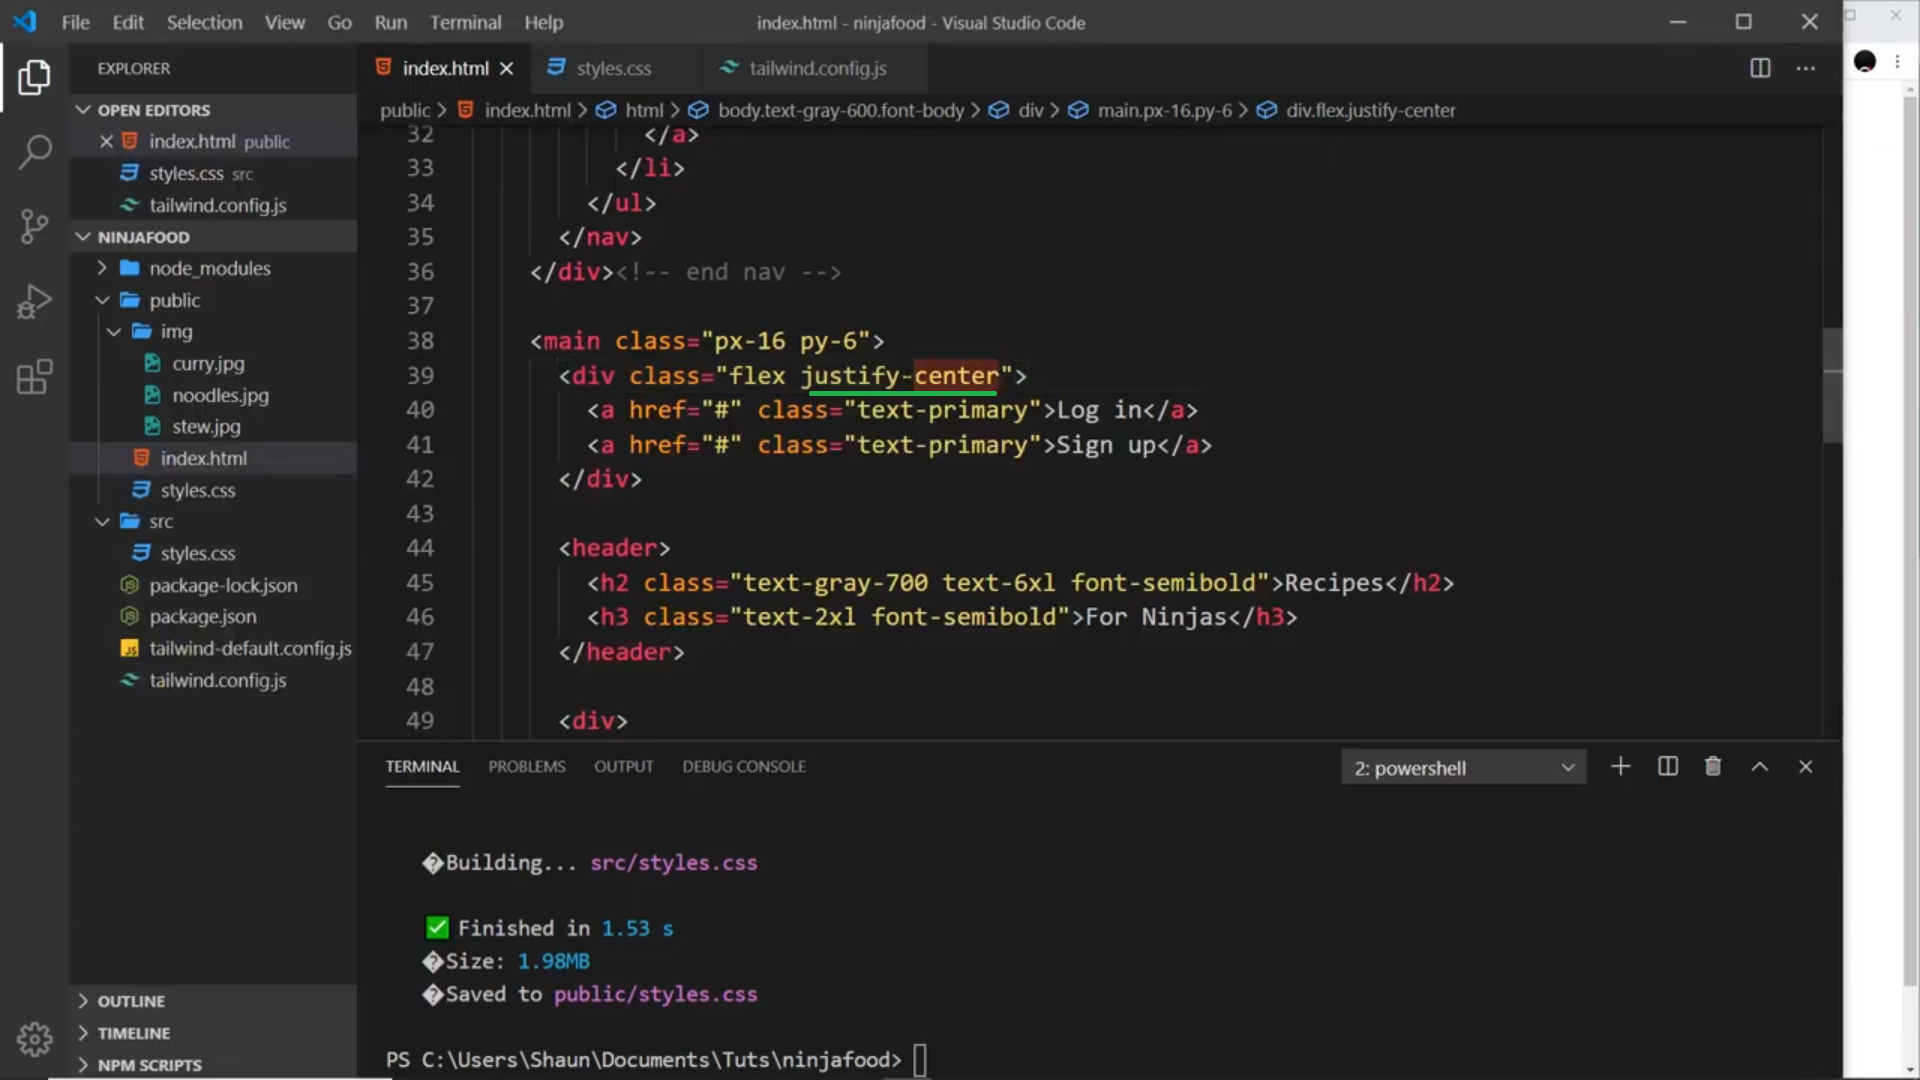 File Edit Selection View Go Run Terminal Help
index.html - ninjafood - Visual Studio Code
EXPLORER
OPEN EDITORS
index.html public
styles.css src
tailwind.config.js
NINJAFOOD
node_modules
public
img
curry.jpg
noodles.jpg
stew.jpg
index.html
styles.css
src
styles.css
package-lock.json
package.json
JS tailwind-default.config.js
tailwind.config.js
OUTLINE
TIMELINE
NPM SCRIPTS
index.html styles.css tailwind.config.js
public > index.html > html > body.text-gray-600.font-body > div > main.px-16.py-6 > div.flex.justify-center
32 </a>
33 </li>
34 </ul>
35 </nav>
36 </div><!-- end nav -->
37
38 <main class="px-16 py-6">
39 <div class="flex justify-center">
40 <a href="#" class="text-primary">Log in</a>
41 <a href="#" class="text-primary">Sign up</a>
42 </div>
43
44 <header>
45 <h2 class="text-gray-700 text-6xl font-semibold">Recipes</h2>
46 <h3 class="text-2xl font-semibold">For Ninjas</h3>
47 </header>
48
49 <div>
TERMINAL PROBLEMS OUTPUT DEBUG CONSOLE
2: powershell
�Building... src/styles.css
✅ Finished in 1.53 s
�Size: 1.98MB
�Saved to public/styles.css
PS C:\Users\Shaun\Documents\Tuts\ninjafood>